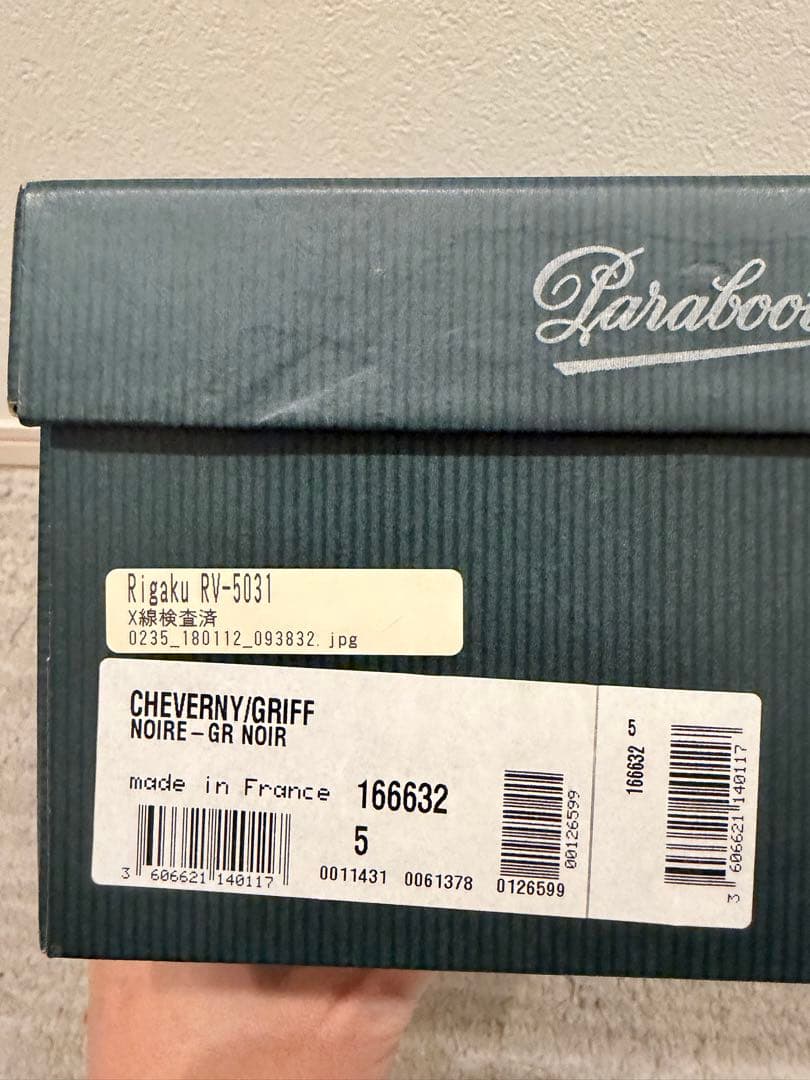 Paraboot
Rigaku RV-5031
X線検査済
0235_180112_093832.jpg
CHEVERNY/GRIFF
NOIRE-GR NOIR
made in France 166632
5
3 606621 140117
0011431 0061378 0126599
00126599
5
166632
3 606621 140117